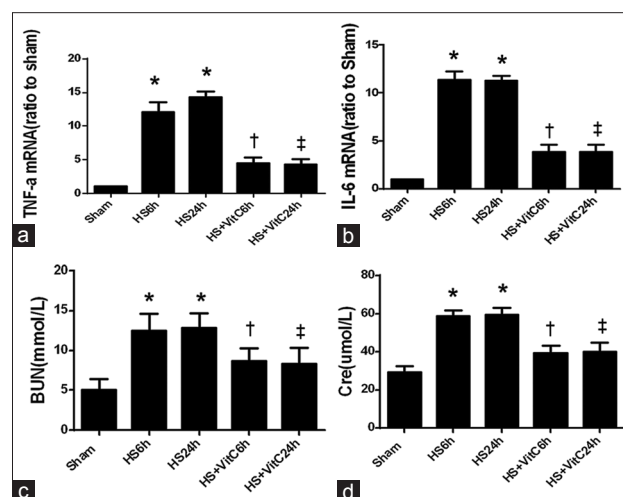 TNF-a mRNA(ratio to sham)
20
15
10
5
0
*
*
†
‡
Sham
HS6h
HS24h
HS+VitC6h
HS+VitC24h
a
IL-6 mRNA(ratio to Sham)
15
10
5
0
*
*
†
‡
Sham
HS6h
HS24h
HS+VitC6h
HS+VitC24h
b
BUN(mmol/L)
20
15
10
5
0
*
*
†
‡
Sham
HS6h
HS24h
HS+VitC6h
HS+VitC24h
c
Cre(umol/L)
80
60
40
20
0
*
*
†
‡
Sham
HS6h
HS24h
HS+VitC6h
HS+VitC24h
d